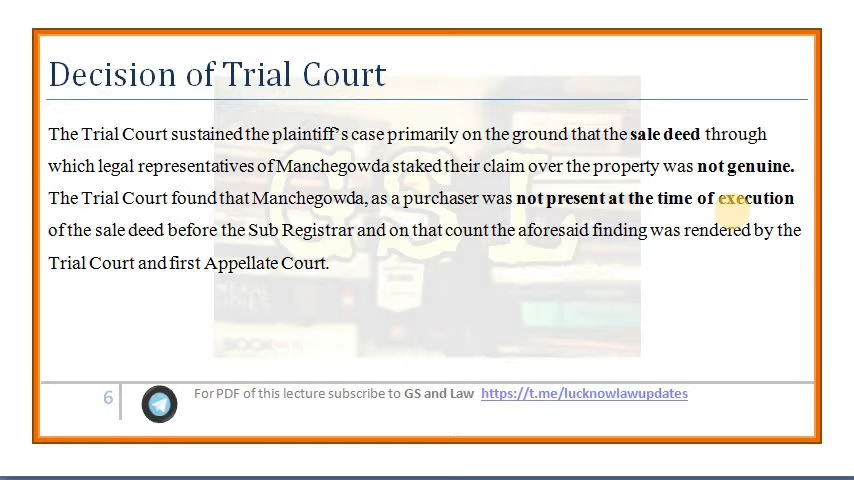 Decision of Trial Court
The Trial Court sustained the plaintiff's case primarily on the ground that the sale deed through
which legal representatives of Manchegowda staked their claim over the property was not genuine.
The Trial Court found that Manchegowda, as a purchaser was not present at the time of execution
of the sale deed before the Sub Registrar and on that count the aforesaid finding was rendered by the
Trial Court and first Appellate Court.
GSL
6
For PDF of this lecture subscribe to GS and Law https://t.me/lucknowlawupdates